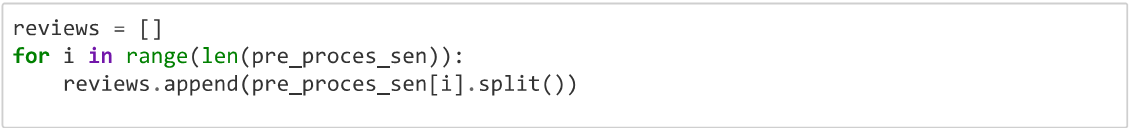 reviews = []
for i in range(len(pre_proces_sen)):
    reviews.append(pre_proces_sen[i].split())